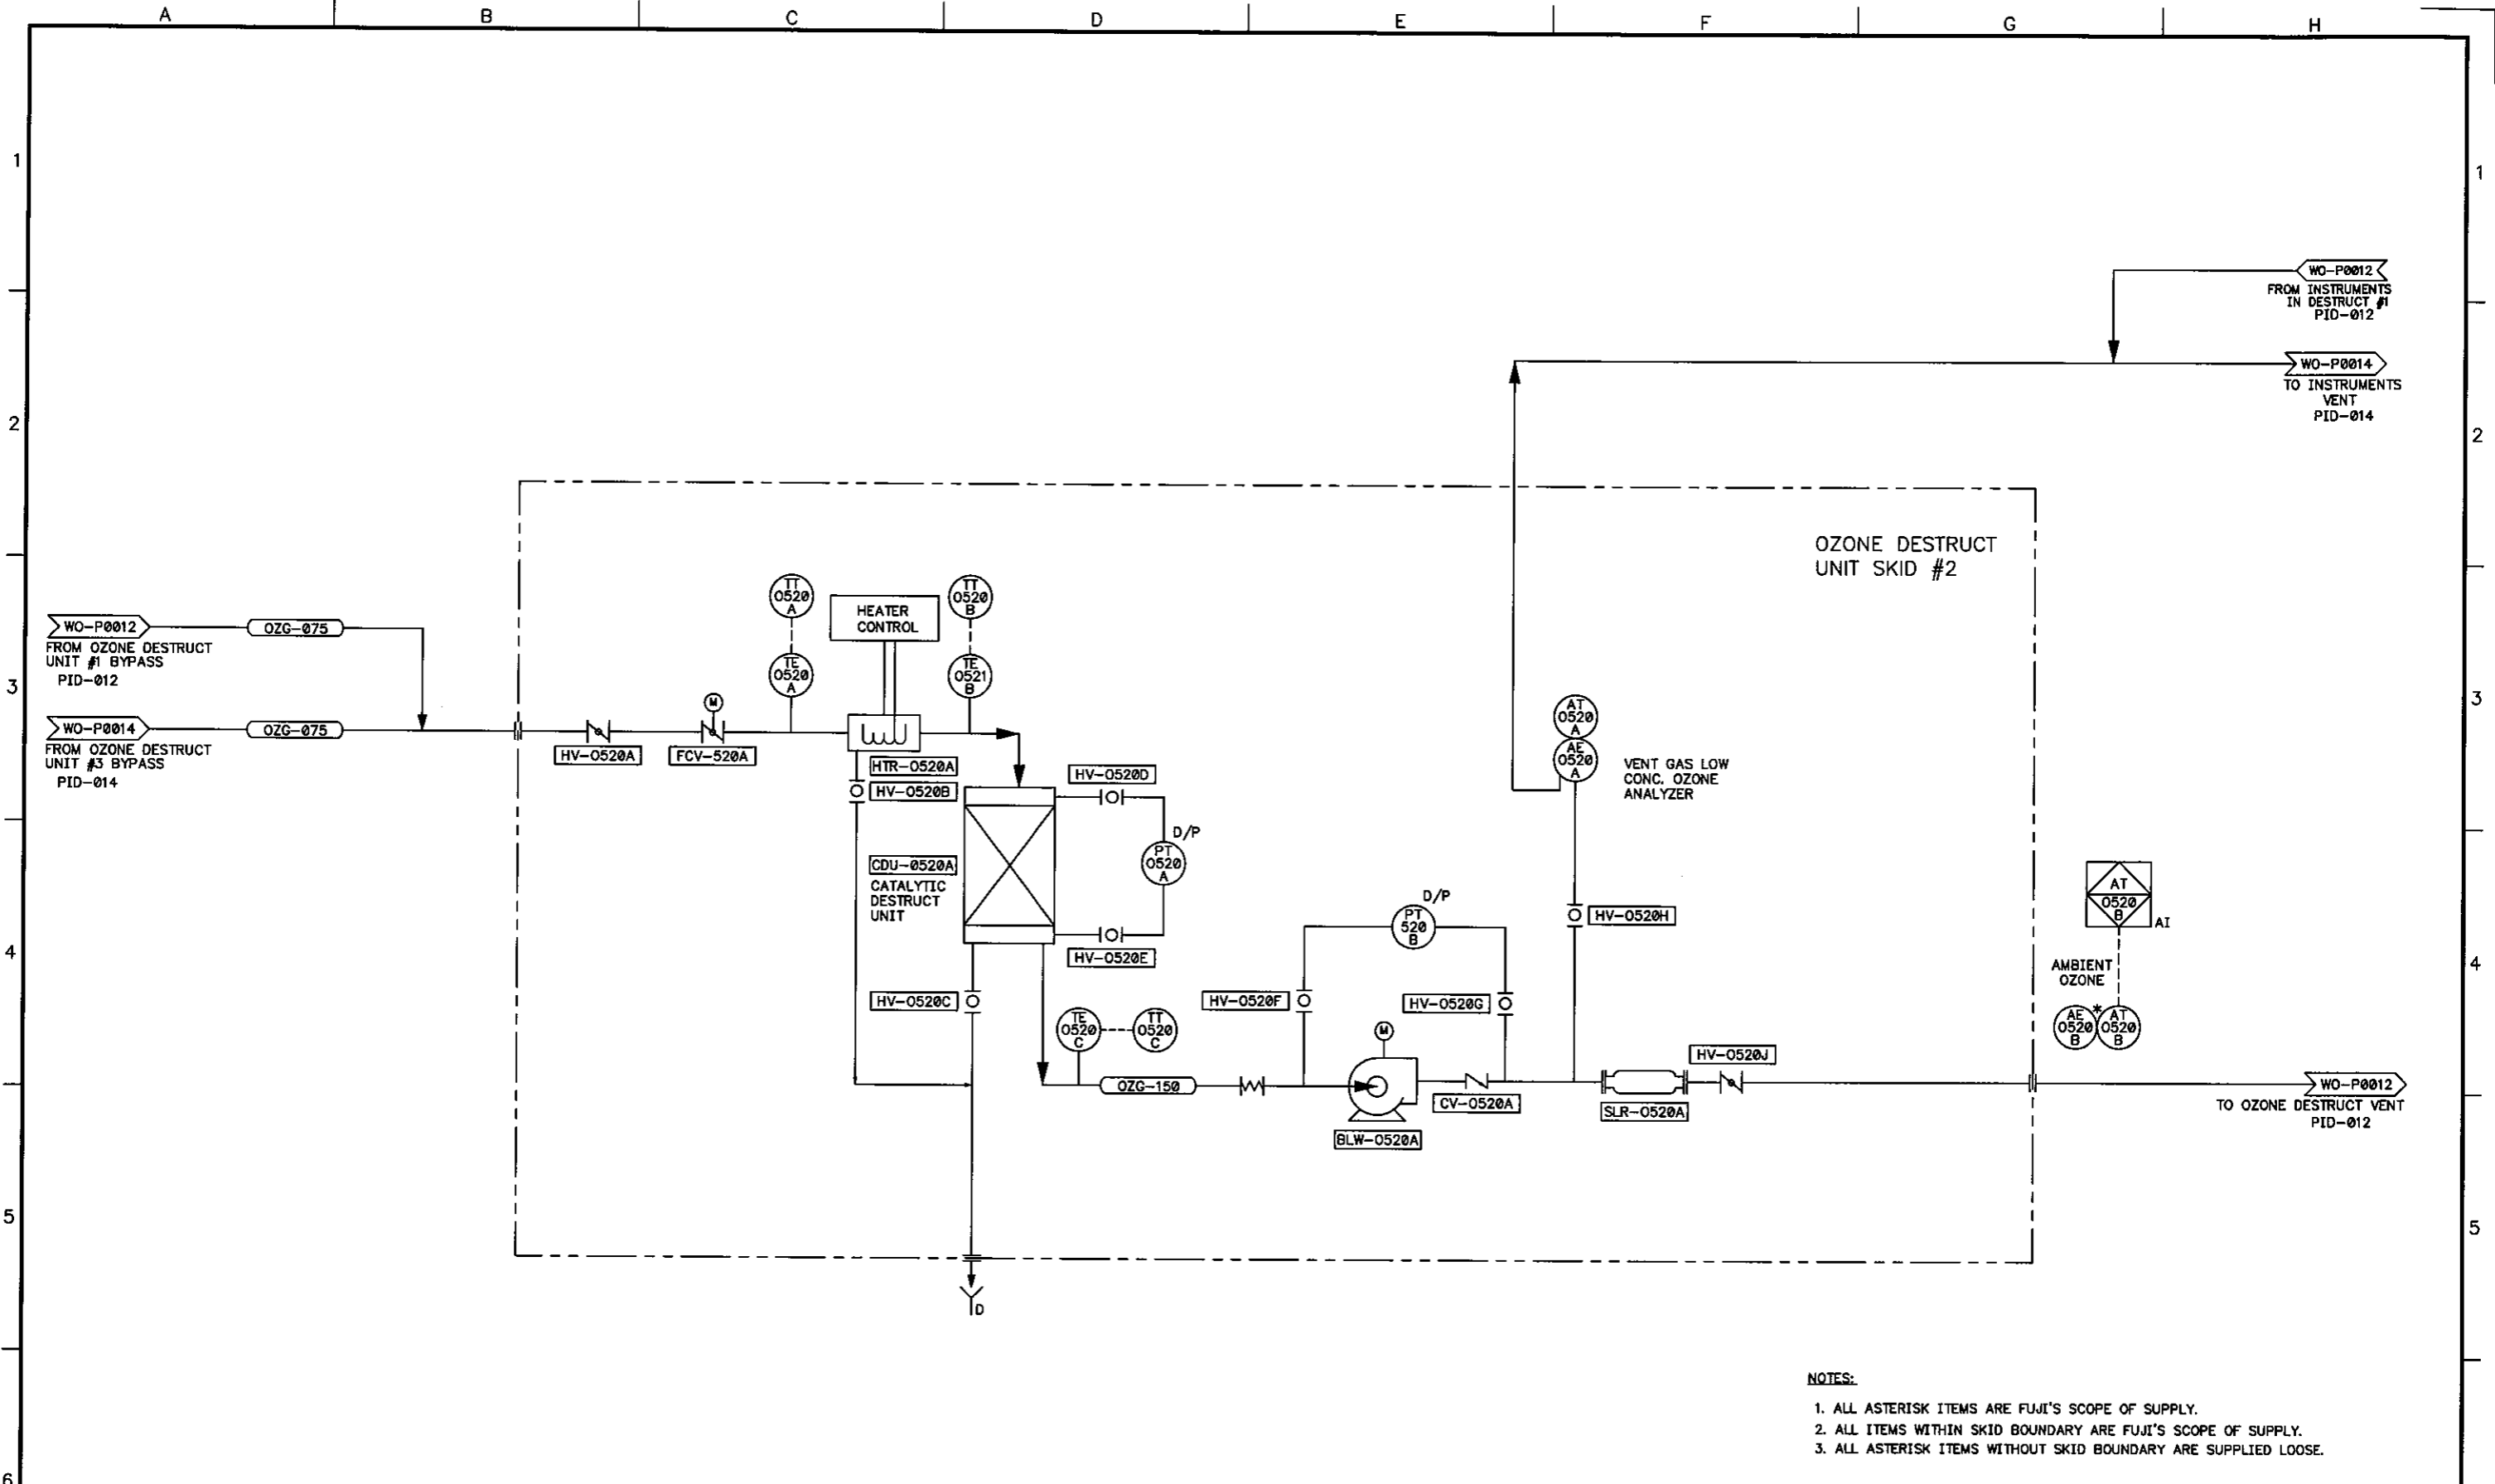 A
B
C
D
E
F
G
H
1
1
2
2
3
3
4
4
5
5
6
WO-P0012
FROM INSTRUMENTS
IN DESTRUCT #1
PID-012
WO-P0014
TO INSTRUMENTS
VENT
PID-014
OZONE DESTRUCT
UNIT SKID #2
WO-P0012
FROM OZONE DESTRUCT
UNIT #1 BYPASS
PID-012
OZG-075
WO-P0014
FROM OZONE DESTRUCT
UNIT #3 BYPASS
PID-014
OZG-075
HV-0520A
M
FCV-520A
TT
0520
A
TE
0520
A
HEATER
CONTROL
TT
0520
B
TE
0521
B
HTR-0520A
HV-0520B
HV-0520D
D/P
PT
0520
A
CDU-0520A
CATALYTIC
DESTRUCT
UNIT
HV-0520E
HV-0520C
TE
0520
C
TT
0520
C
OZG-150
D
D/P
PT
520
B
HV-0520F
HV-0520G
M
BLW-0520A
CV-0520A
AT
0520
A
AE
0520
A
VENT GAS LOW
CONC. OZONE
ANALYZER
HV-0520H
SLR-0520A
HV-0520J
AT
0520
B
AI
AMBIENT
OZONE
AE
0520
B
*
AT
0520
B
WO-P0012
TO OZONE DESTRUCT VENT
PID-012
NOTES:
1. ALL ASTERISK ITEMS ARE FUJI'S SCOPE OF SUPPLY.
2. ALL ITEMS WITHIN SKID BOUNDARY ARE FUJI'S SCOPE OF SUPPLY.
3. ALL ASTERISK ITEMS WITHOUT SKID BOUNDARY ARE SUPPLIED LOOSE.